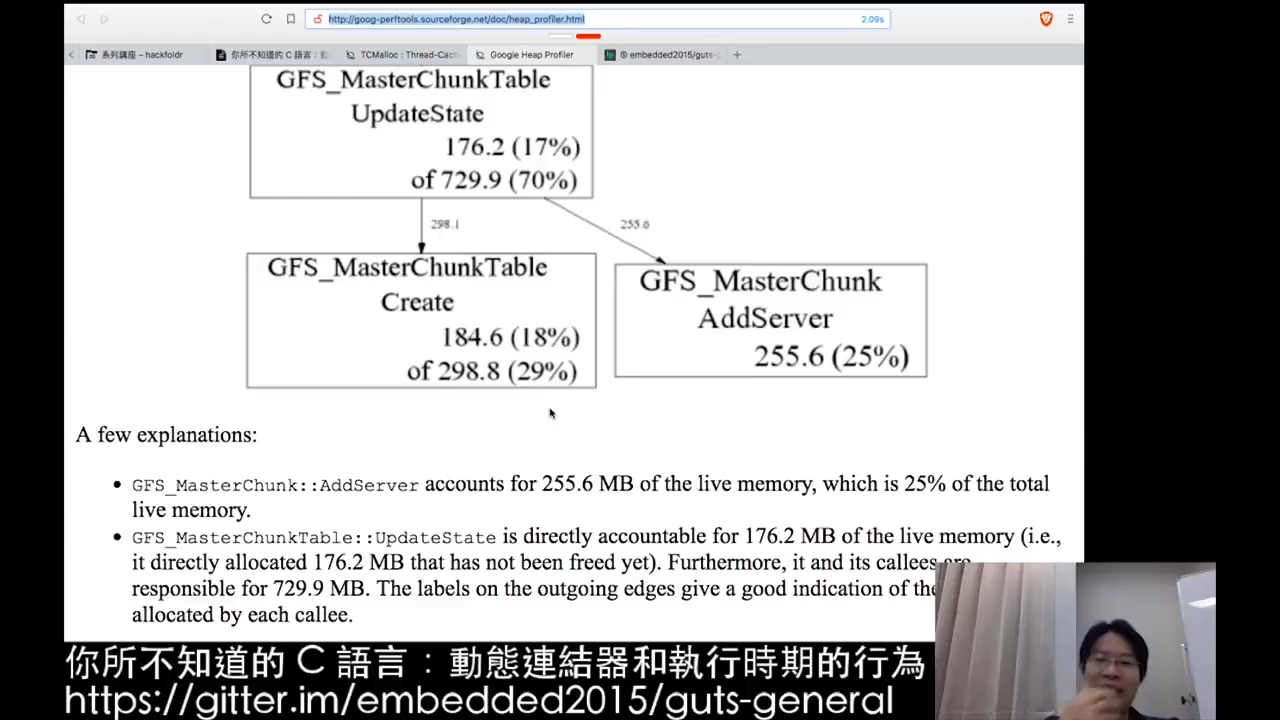 http://goog-perftools.sourceforge.net/doc/heap_profiler.html
2.09s
系列講座 – hackfoldr
你所不知道的 C 語言：動
TCMalloc : Thread-Cac
Google Heap Profiler
embedded2015/guts-g
GFS_MasterChunkTable
UpdateState
176.2 (17%)
of 729.9 (70%)
298.1
255.6
GFS_MasterChunkTable
Create
184.6 (18%)
of 298.8 (29%)
GFS_MasterChunk
AddServer
255.6 (25%)
A few explanations:
• GFS_MasterChunk::AddServer accounts for 255.6 MB of the live memory, which is 25% of the total
live memory.
• GFS_MasterChunkTable::UpdateState is directly accountable for 176.2 MB of the live memory (i.e.,
it directly allocated 176.2 MB that has not been freed yet). Furthermore, it and its callees are
responsible for 729.9 MB. The labels on the outgoing edges give a good indication of the
allocated by each callee.
你所不知道的 C 語言：動態連結器和執行時期的行為
https://gitter.im/embedded2015/guts-general